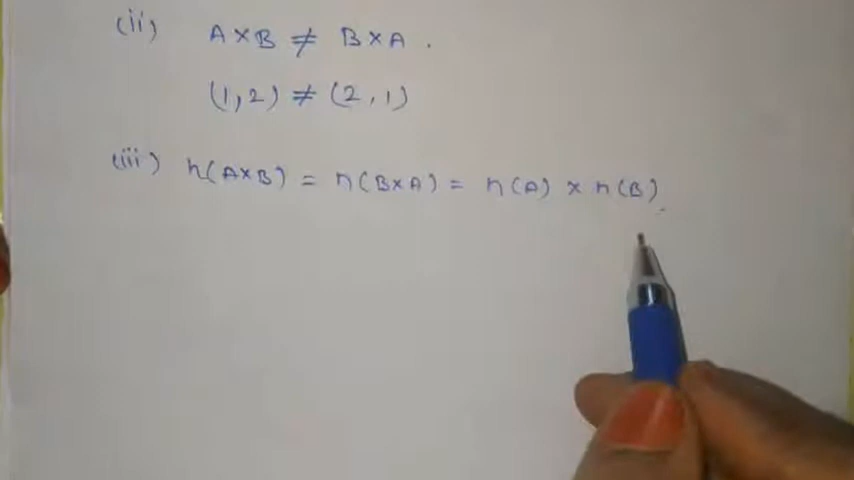 (ii) A×B ≠ B×A.
(1,2) ≠ (2,1)
(iii) n(A×B) = n(B×A) = n(A) × n(B).